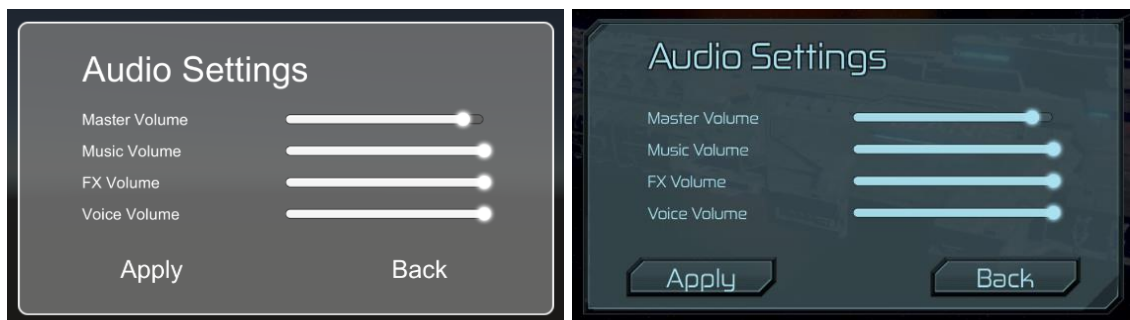 Audio Settings
Master Volume
Music Volume
FX Volume
Voice Volume
Apply Back
Audio Settings
Master Volume
Music Volume
FX Volume
Voice Volume
Apply Back